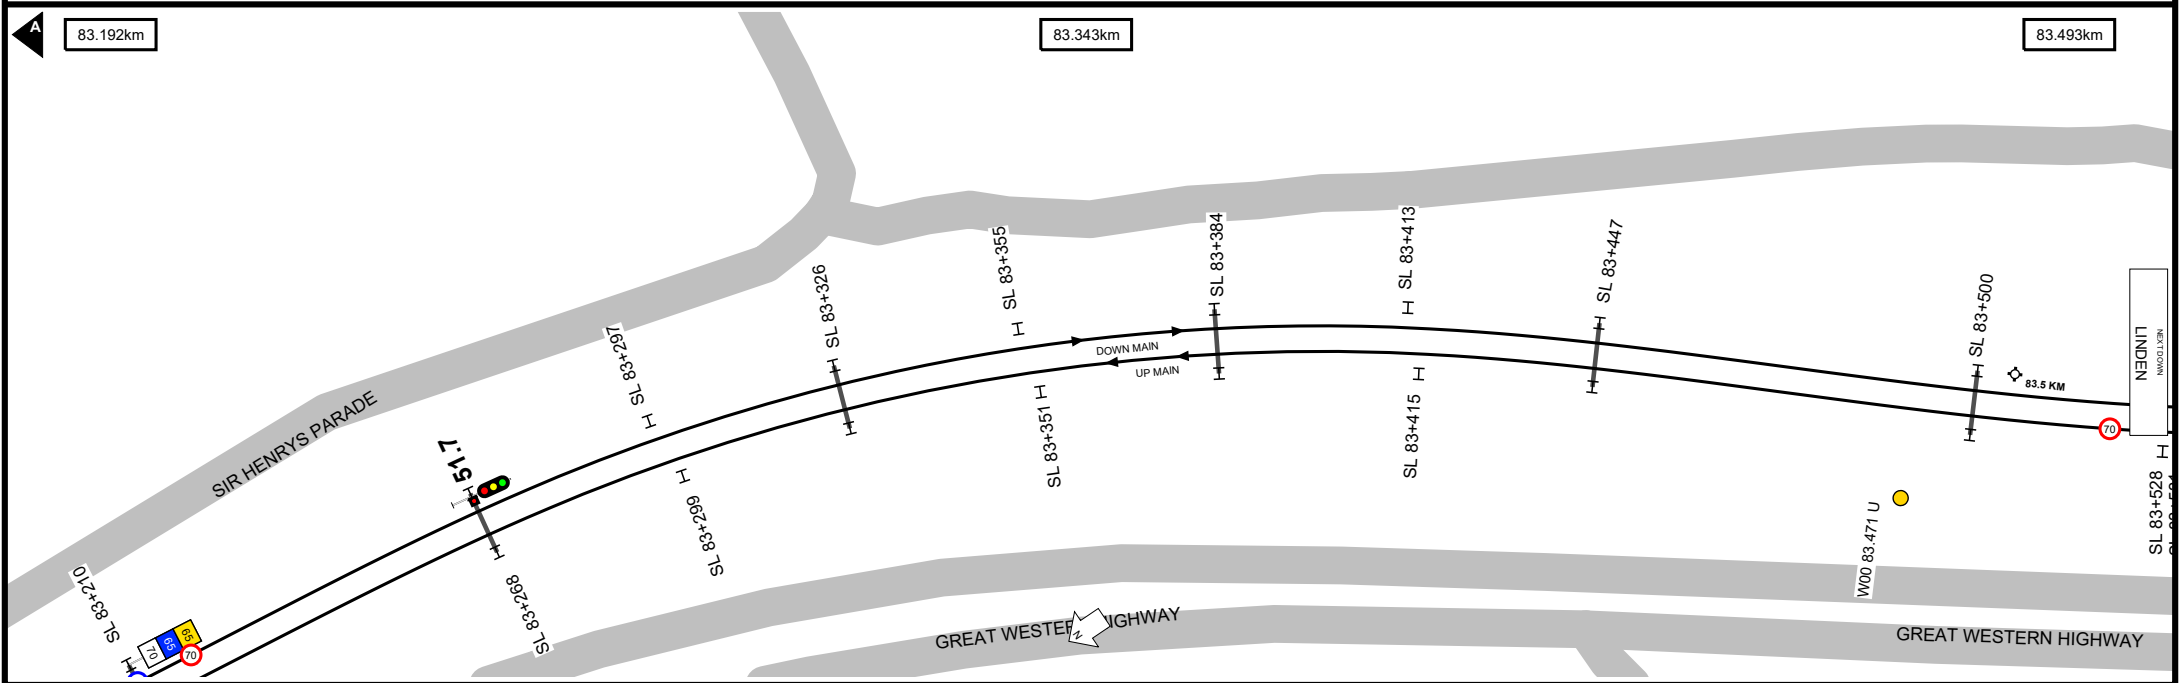 A
83.192km
83.343km
83.493km
SL 83+384
SL 83+413
SL 83+447
SL 83+355
SL 83+326
SL 83+500
SL 83+297
NEXT DOWN
LINDEN
DOWN MAIN
UP MAIN
83.5 KM
70
SIR HENRYS PARADE
51.7
SL 83+351
SL 83+415
SL 83+299
SL 83+528
W00 83.471 U
SL 83+210
SL 83+268
70
65
65
70
GREAT WESTERN HIGHWAY
N
GREAT WESTERN HIGHWAY